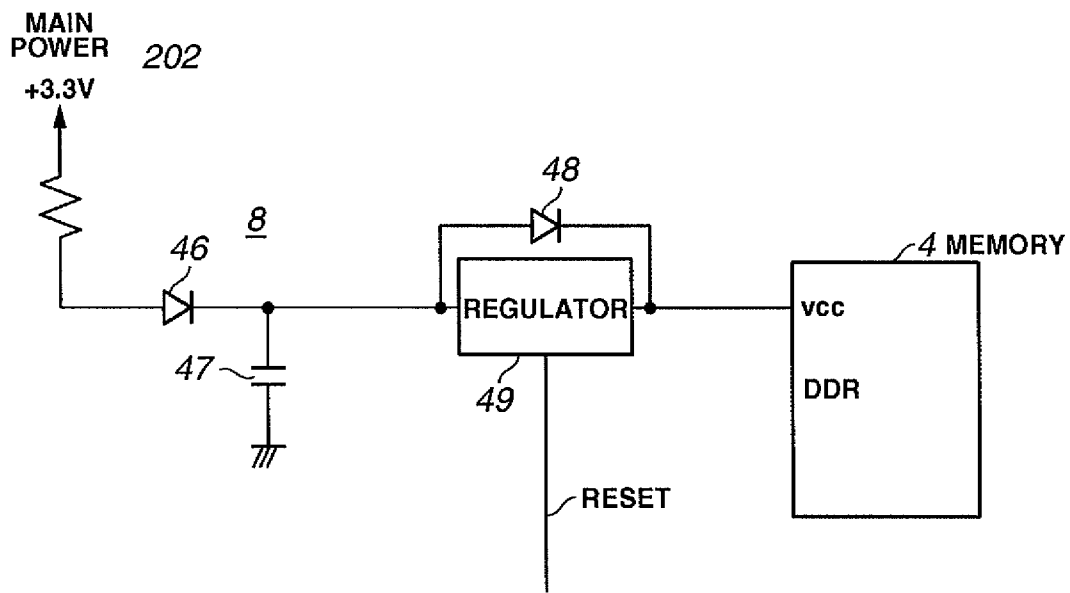 MAIN
POWER
202
+3.3V
48
8
46
4 MEMORY
REGULATOR
vcc
47
49
DDR
RESET